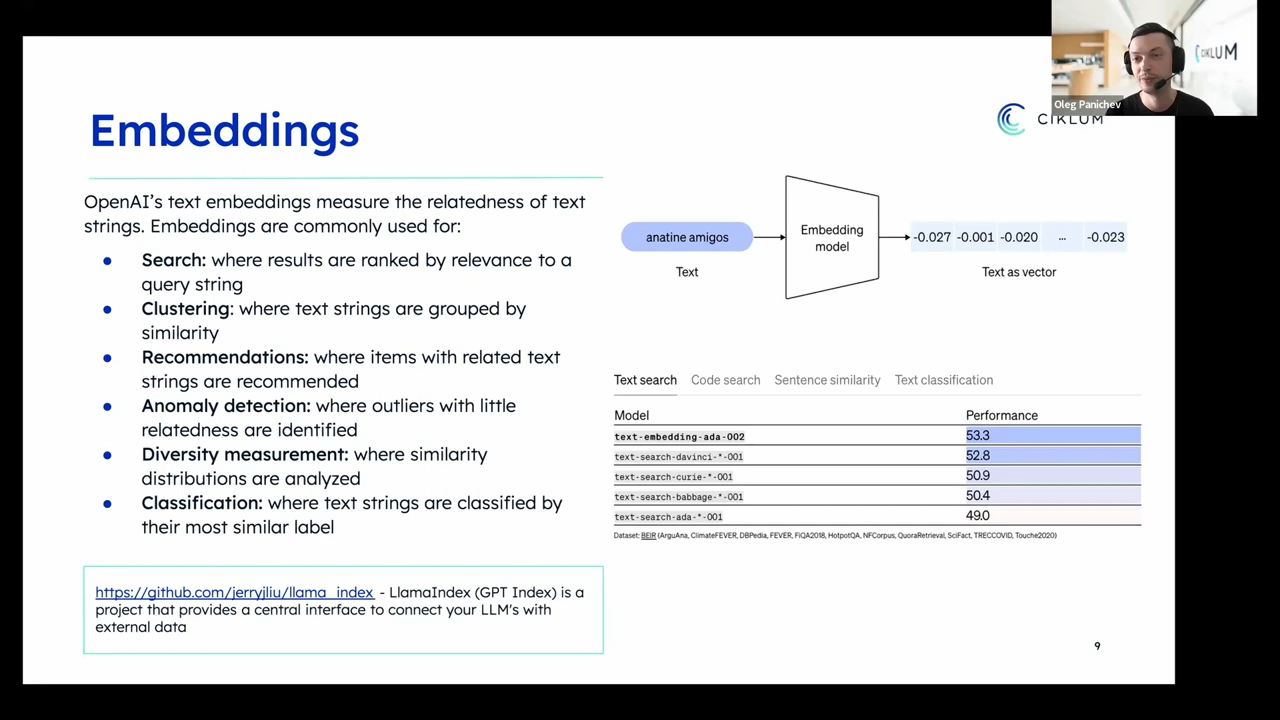 Embeddings
OpenAI's text embeddings measure the relatedness of text
strings. Embeddings are commonly used for:
● Search: where results are ranked by relevance to a
query string
● Clustering: where text strings are grouped by
similarity
● Recommendations: where items with related text
strings are recommended
● Anomaly detection: where outliers with little
relatedness are identified
● Diversity measurement: where similarity
distributions are analyzed
● Classification: where text strings are classified by
their most similar label
https://github.com/jerryjliu/llama_index - LlamaIndex (GPT Index) is a
project that provides a central interface to connect your LLM's with
external data
CIKLUM
Oleg Panichev
CIKLUM
anatine amigos
Embedding
model
-0.027 -0.001 -0.020 ... -0.023
Text
Text as vector
Text search Code search Sentence similarity Text classification
Model Performance
text-embedding-ada-002 53.3
text-search-davinci-*-001 52.8
text-search-curie-*-001 50.9
text-search-babbage-*-001 50.4
text-search-ada-*-001 49.0
Dataset: BEIR (ArguAna, ClimateFEVER, DBPedia, FEVER, FiQA2018, HotpotQA, NFCorpus, QuoraRetrieval, SciFact, TRECCOVID, Touche2020)
9